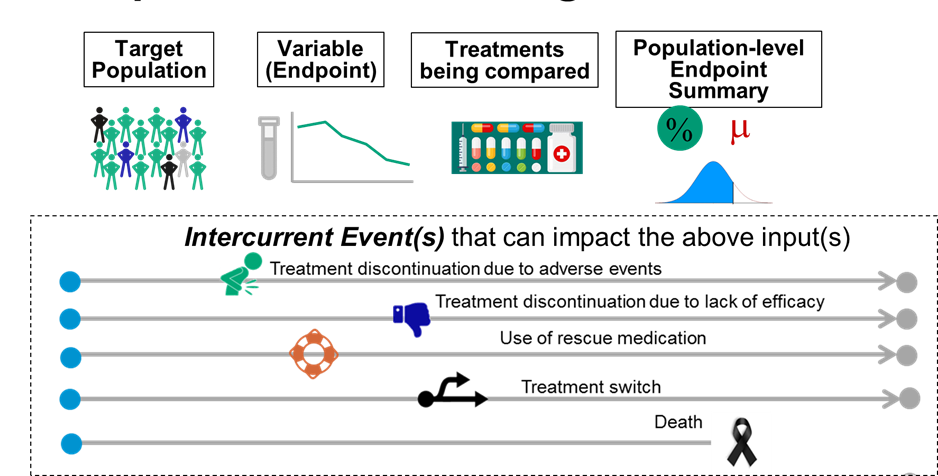 Target
Population
Variable
(Endpoint)
Treatments
being compared
Population-level
Endpoint
Summary
%
μ
Intercurrent Event(s) that can impact the above input(s)
Treatment discontinuation due to adverse events
Treatment discontinuation due to lack of efficacy
Use of rescue medication
Treatment switch
Death